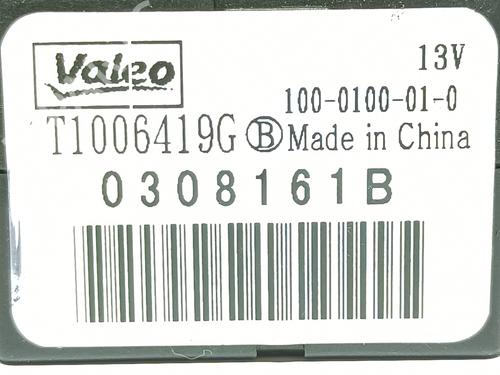 Valeo
13V
100-0100-01-0
T1006419G Ⓑ Made in China
0308161B